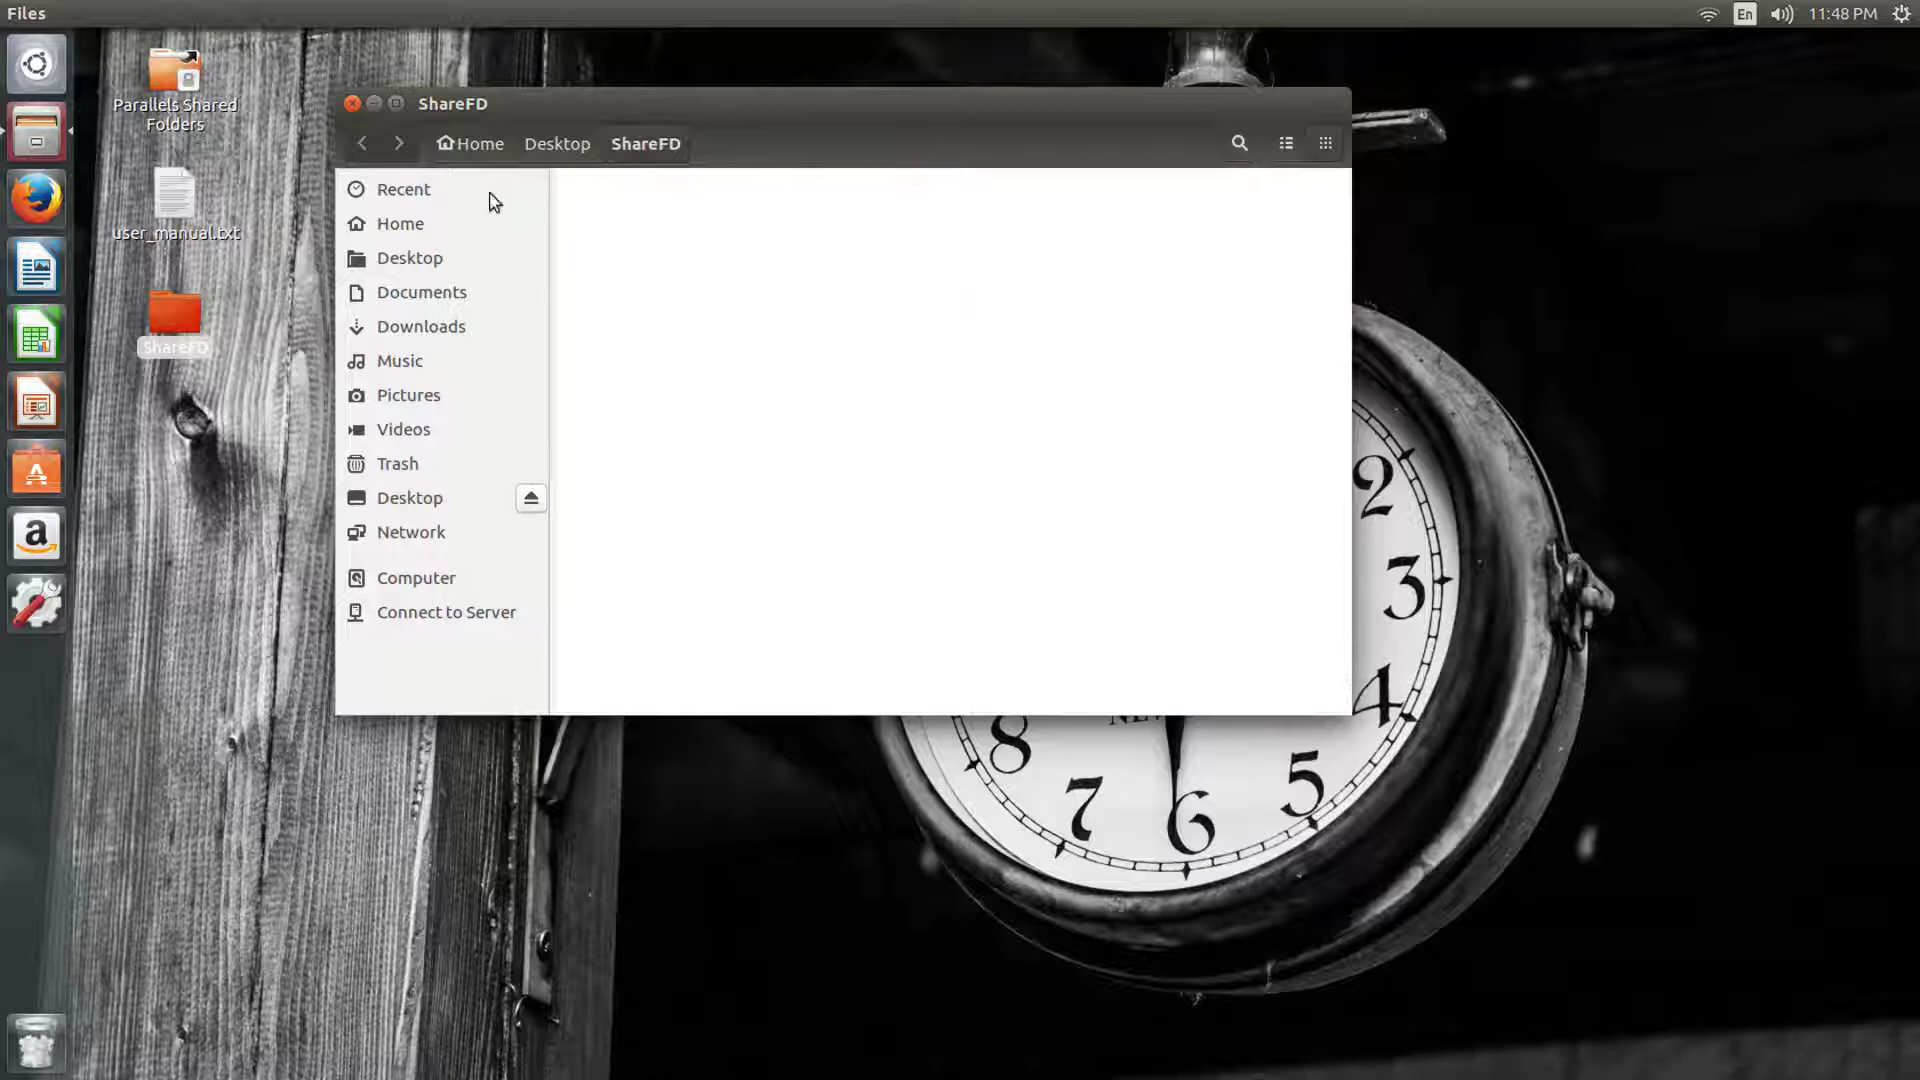 Files
En
11:48 PM
Parallels Shared
Folders
user_manual.txt
ShareFD
ShareFD
Home
Desktop
ShareFD
Recent
Home
Desktop
Documents
Downloads
Music
Pictures
Videos
Trash
Desktop
Network
Computer
Connect to Server
a
2
3
4
5
6
7
8